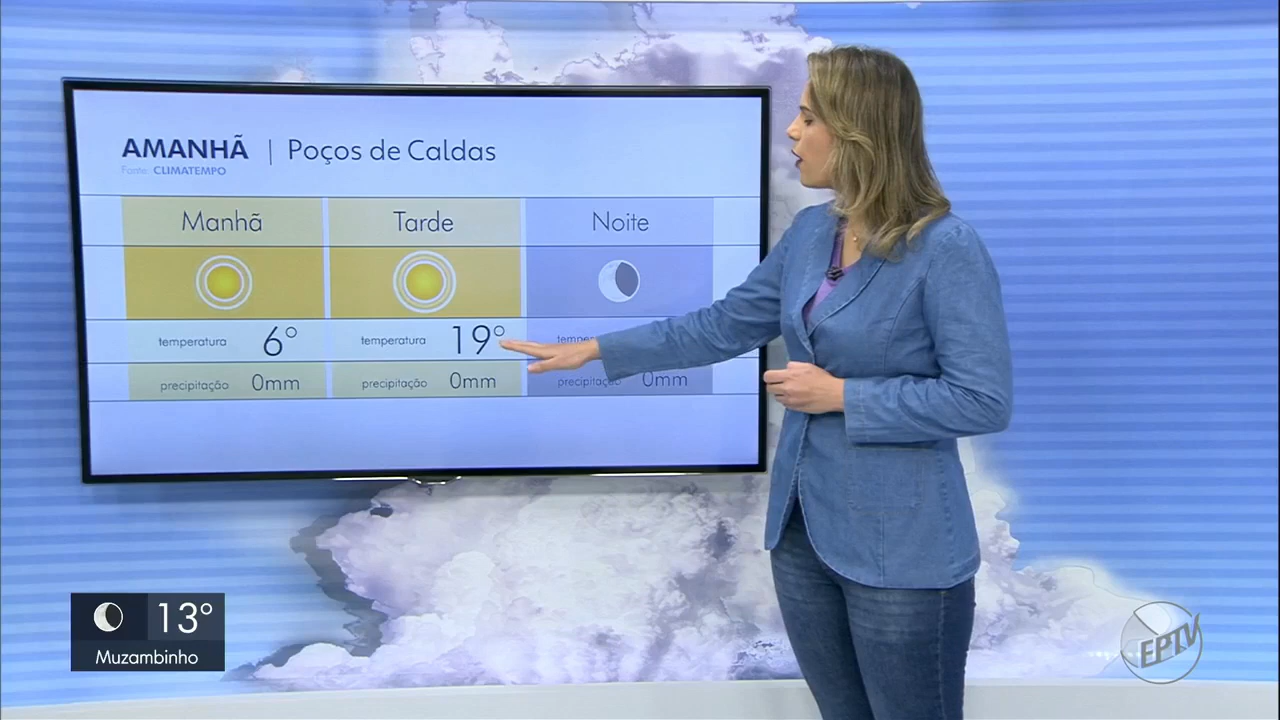 AMANHÃ | Poços de Caldas
Fonte: CLIMATEMPO
Manhã Tarde Noite
temperatura 6° temperatura 19°
precipitação 0mm precipitação 0mm precipitação 0mm
13°
Muzambinho
EPTV